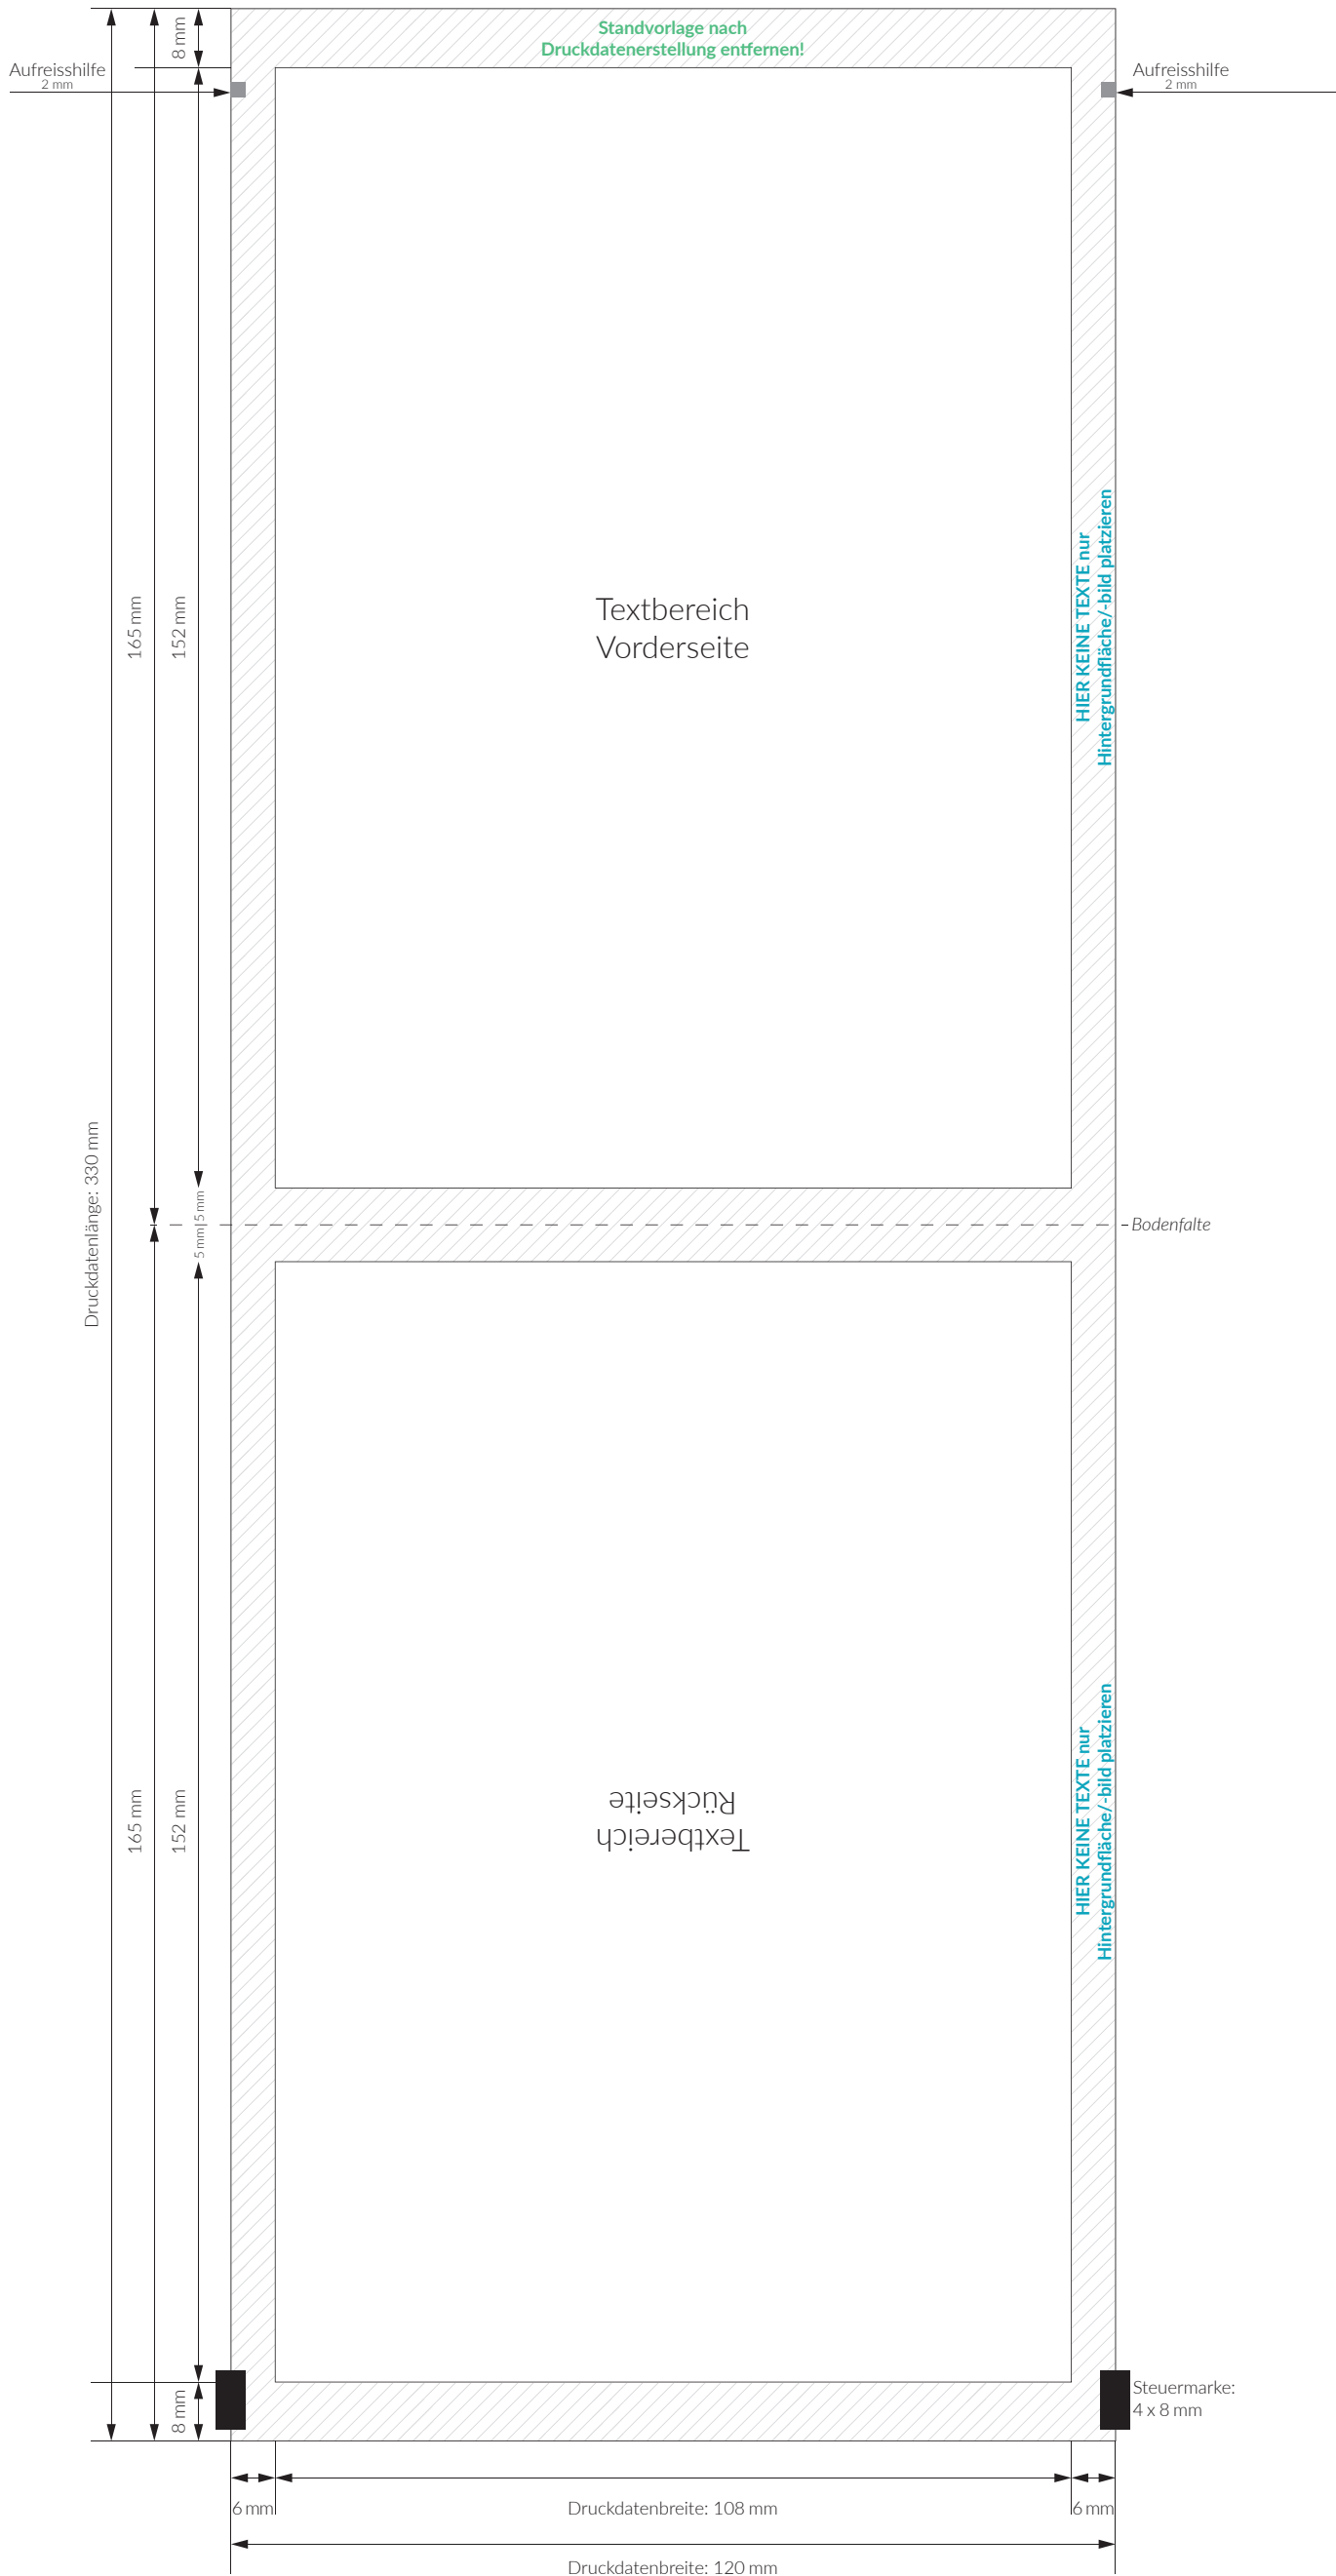 Standvorlage nach
Druckdatenerstellung entfernen!
8 mm
Aufreisshilfe
2 mm
Aufreisshilfe
2 mm
165 mm
152 mm
Textbereich
Vorderseite
HIER KEINE TEXTE nur
Hintergrundfläche/-bild platzieren
Druckdatenlänge: 330 mm
5 mm
5 mm
Bodenfalte
165 mm
152 mm
Textbereich
Rückseite
HIER KEINE TEXTE nur
Hintergrundfläche/-bild platzieren
8 mm
Steuermarke:
4 x 8 mm
6 mm
Druckdatenbreite: 108 mm
6 mm
Druckdatenbreite: 120 mm